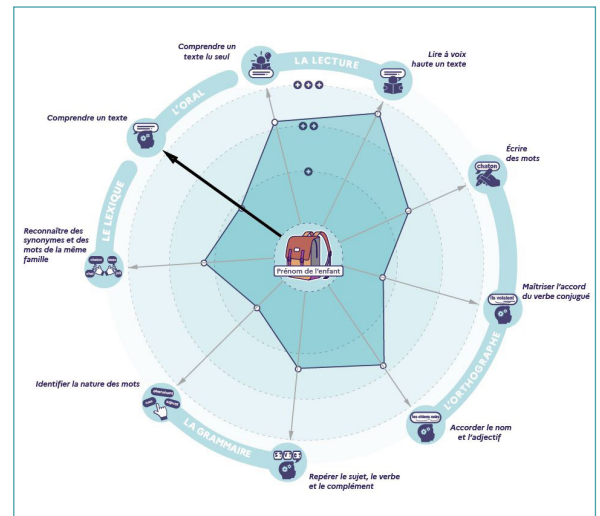 Comprendre un
texte lu seul
LA LECTURE
Lire à voix
haute un texte
L'ORAL
Comprendre un texte
Écrire
des mots
chaton
LE LEXIQUE
Reconnaître des
synonymes et des
mots de la même
famille
Prénom de l'enfant
Maîtriser l'accord
du verbe conjugué
ils volaient
L'ORTHOGRAPHE
Identifier la nature des mots
Accorder le nom
et l'adjectif
les chiens noirs
LA GRAMMAIRE
Repérer le sujet, le verbe
et le complément